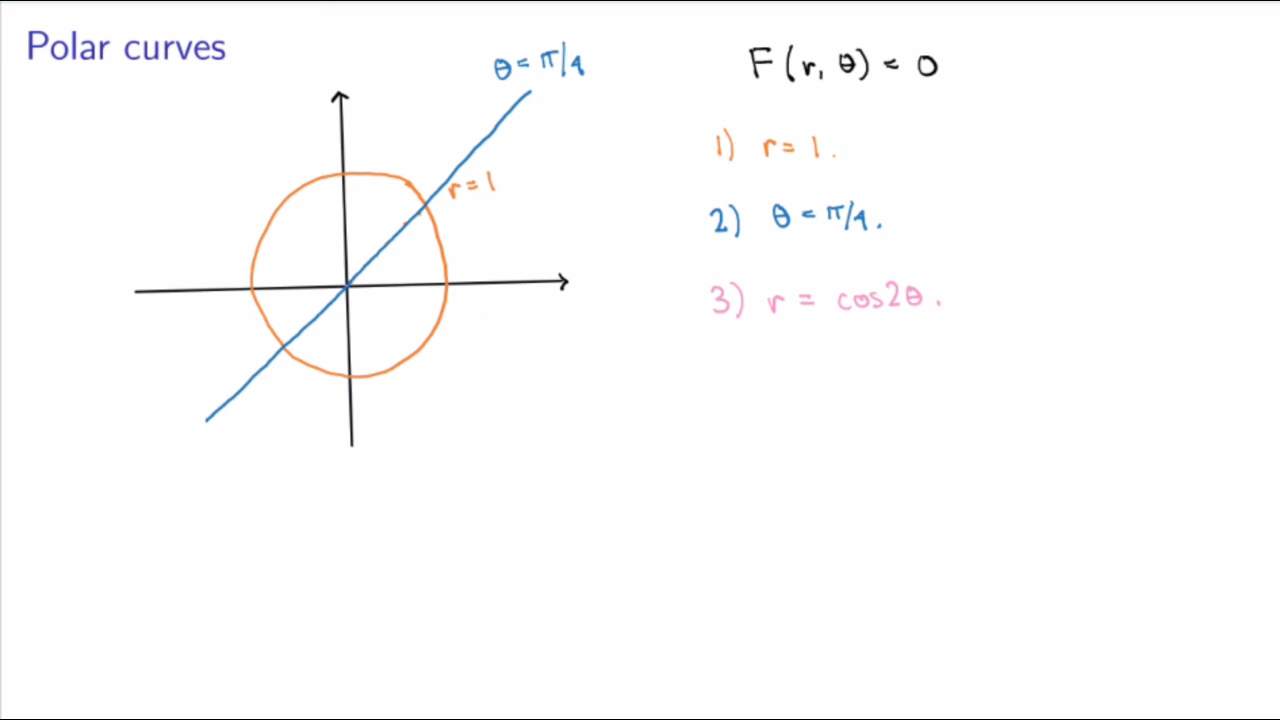 Polar curves
θ = π/4
F(r, θ) = 0
r = 1
1) r = 1.
2) θ = π/4.
3) r = cos2θ.